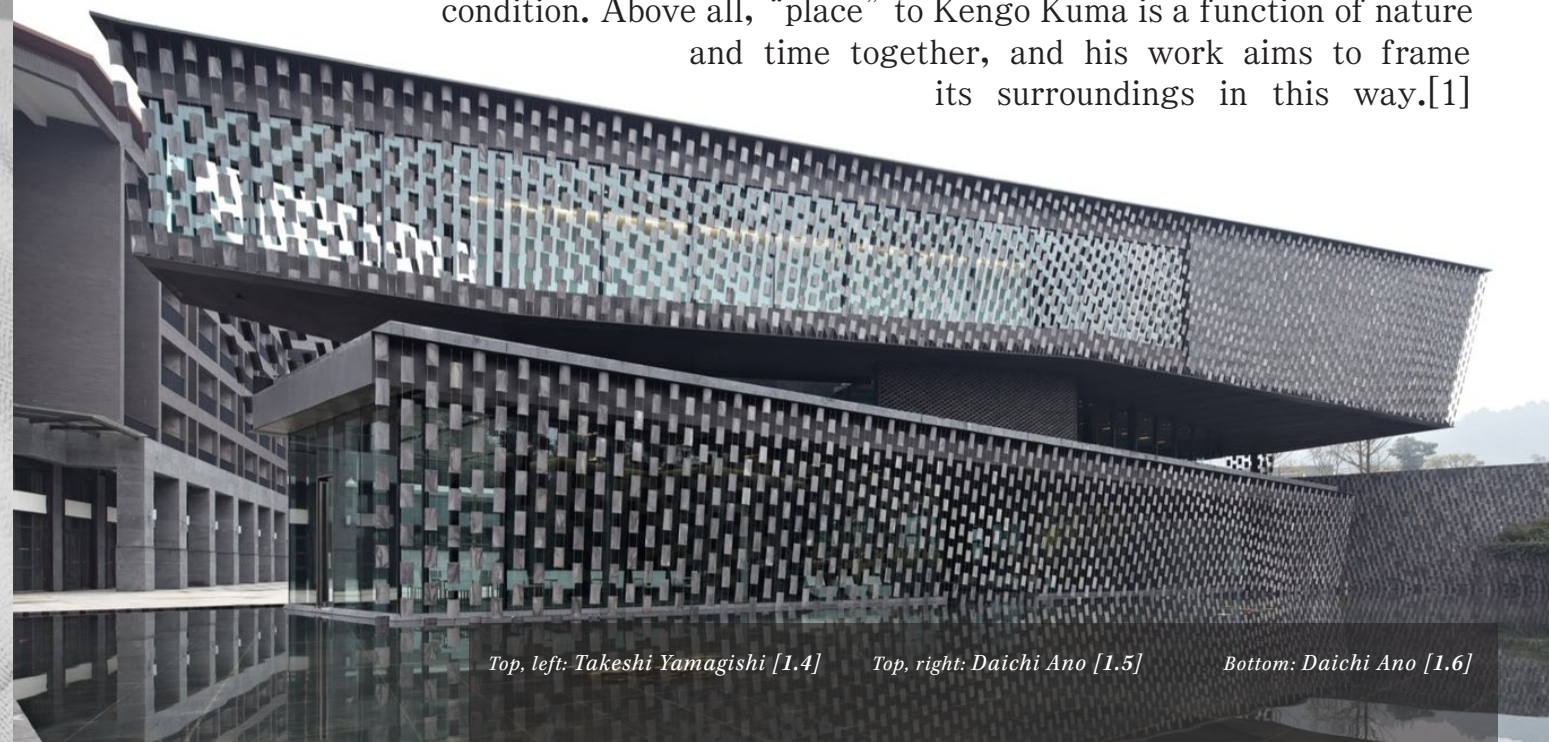 condition. Above all, “place” to Kengo Kuma is a function of nature
and time together, and his work aims to frame
its surroundings in this way.[1]
Top, left: Takeshi Yamagishi [1.4] Top, right: Daichi Ano [1.5] Bottom: Daichi Ano [1.6]